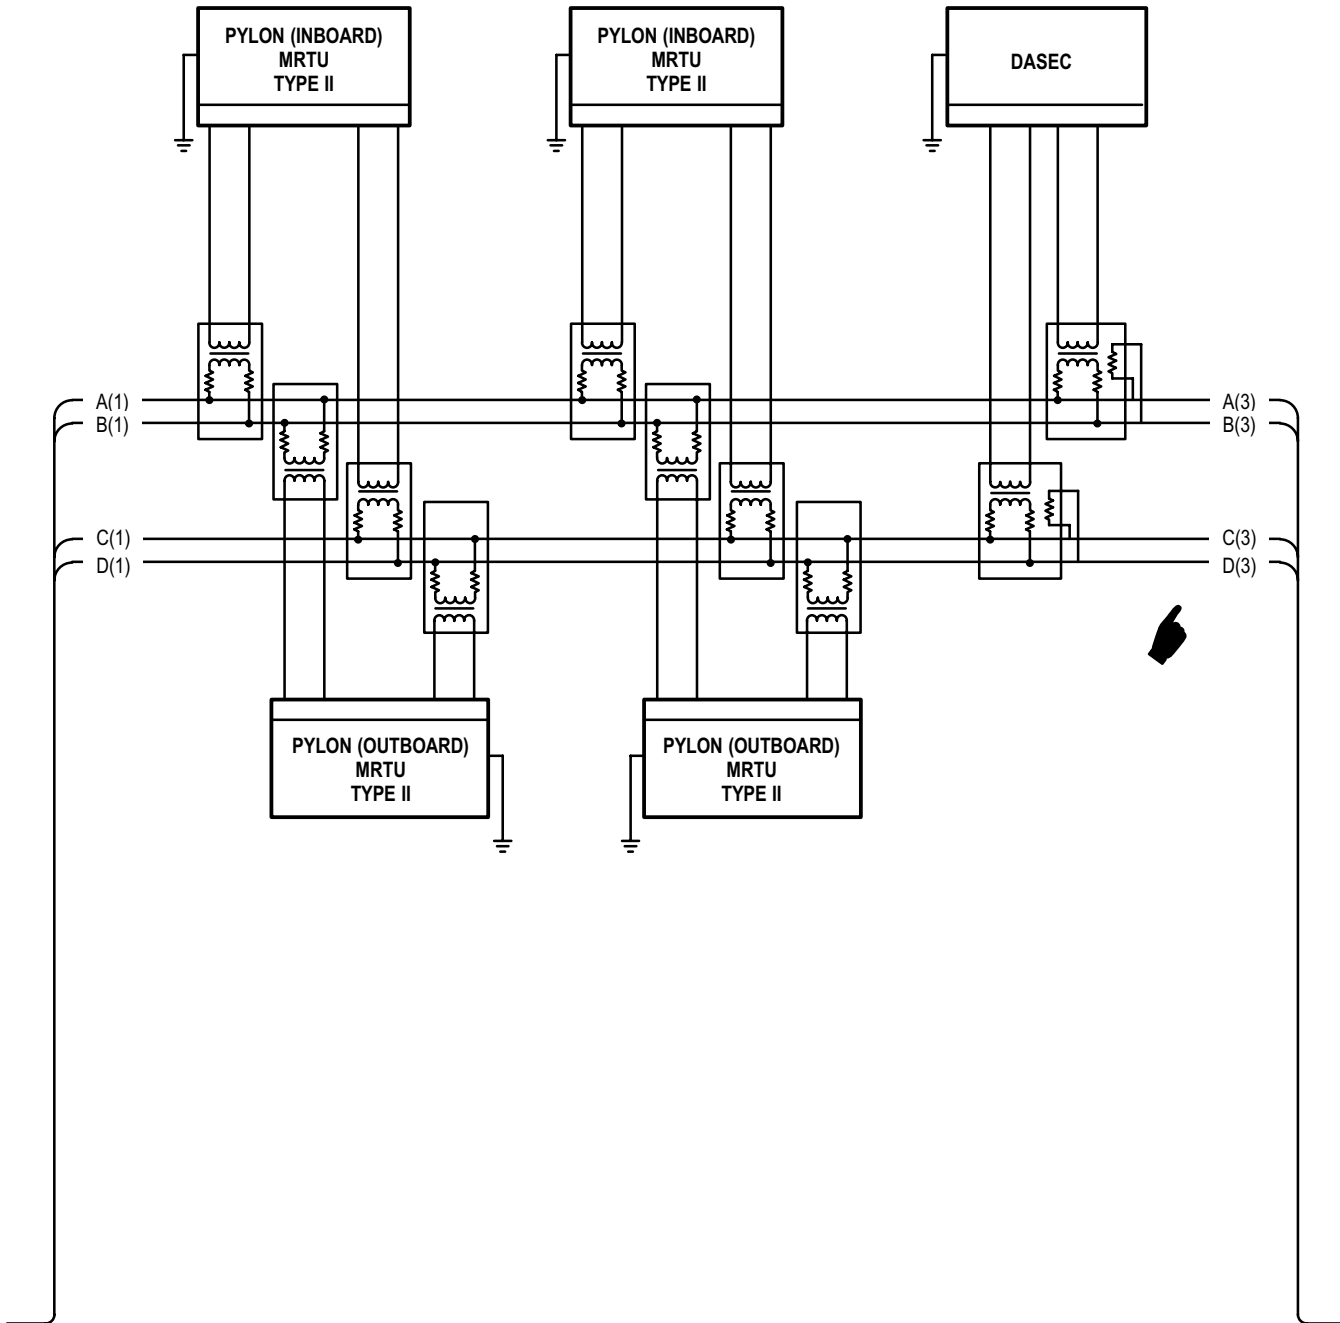 PYLON (INBOARD)
MRTU
TYPE II
PYLON (INBOARD)
MRTU
TYPE II
DASEC
A(1)
B(1)
A(3)
B(3)
C(1)
D(1)
C(3)
D(3)
PYLON (OUTBOARD)
MRTU
TYPE II
PYLON (OUTBOARD)
MRTU
TYPE II